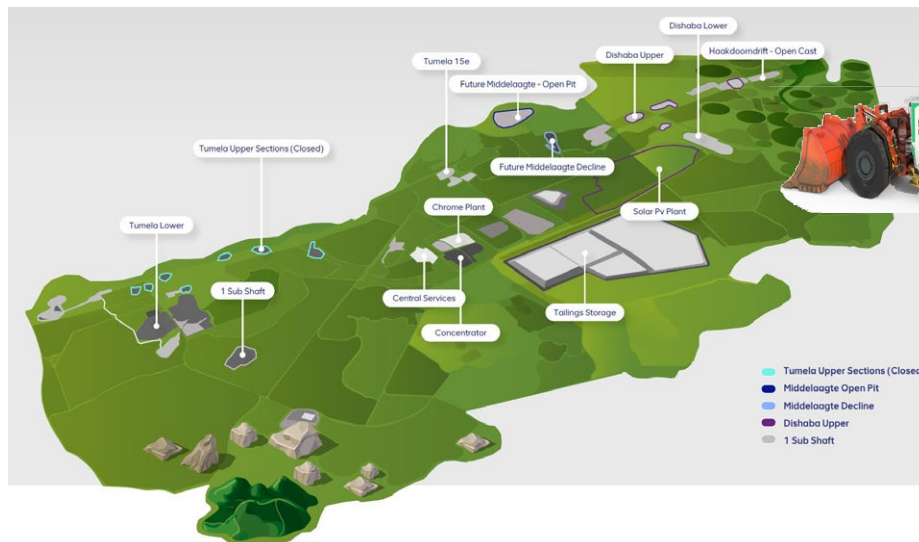 Dishaba Lower
Dishaba Upper
Haakdoorndrift - Open Cast
Tumela 15e
Future Middelaagte - Open Pit
Tumela Upper Sections (Closed)
Future Middelaagte Decline
Chrome Plant
Solar Pv Plant
Tumela Lower
1 Sub Shaft
Central Services
Concentrator
Tailings Storage
Tumela Upper Sections (Closed
Middelaagte Open Pit
Middelaagte Decline
Dishaba Upper
1 Sub Shaft